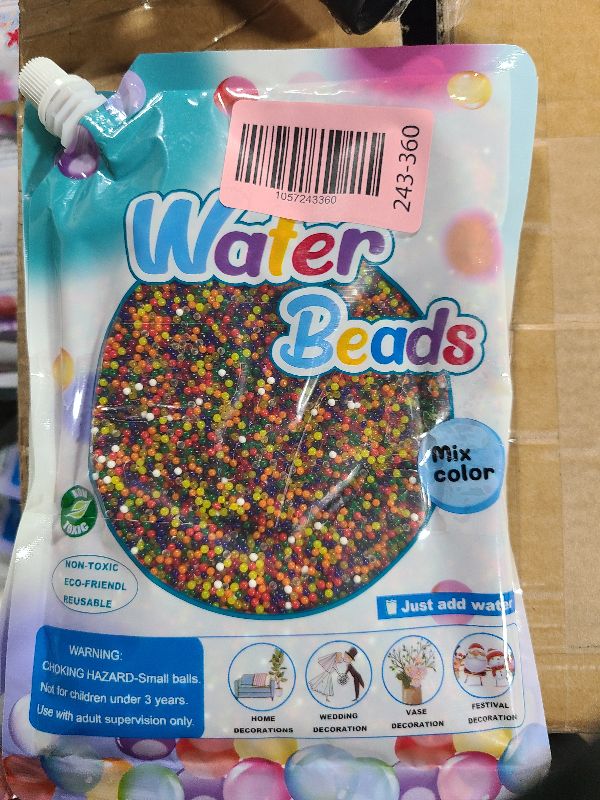 1057243360
243-360
Water
Beads
Mix
color
NON
TOXIC
NON-TOXIC
ECO-FRIENDL
REUSABLE
Just add water
WARNING:
CHOKING HAZARD-Small balls.
Not for children under 3 years.
Use with adult supervision only.
HOME
DECORATIONS
WEDDING
DECORATION
VASE
DECORATION
FESTIVAL
DECORATION